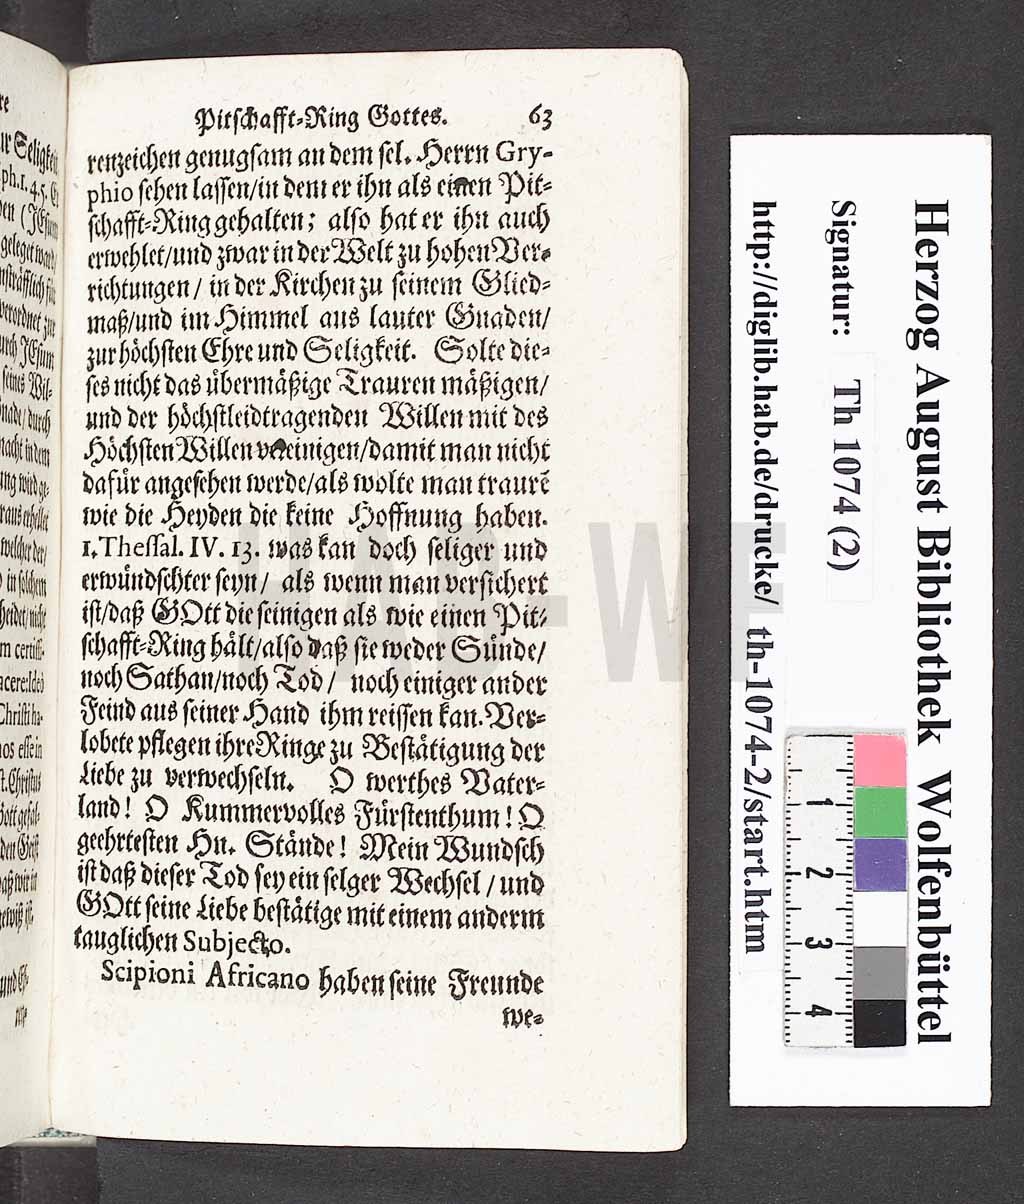 Pitſchafft-Ring Gottes. 63
renzeichen genugſam an dem ſel. Herrn Gry-
phio ſehen laſſen/in dem er ihn als einen Pit-
ſchafft-Ring gehalten; alſo hat er ihn auch
erwehlet/und zwar in der Welt zu hohen Ver-
richtungen/ in der Kirchen zu ſeinem Glied-
maß/und im Himmel aus lauter Gnaden/
zur höchſten Ehre und Seligkeit. Solte die-
ſes nicht das übermäßige Trauren mäßigen/
und der höchſtleidtragenden Willen mit des
Höchſten Willen vereinigen/damit man nicht
dafür angeſehen werde/als wolte man traurẽ
wie die Heyden die keine Hoffnung haben.
1. Theſſal. IV. 13. was kan doch ſeliger und
erwündſchter ſeyn/ als wenn man verſichert
iſt/daß GOtt die ſeinigen als wie einen Pit-
ſchafft-Ring hält/alſo daß ſie weder Sünde/
noch Sathan/noch Tod/ noch einiger ander
Feind aus ſeiner Hand ihm reiſſen kan. Ver-
lobete pflegen ihre Ringe zu Beſtätigung der
Liebe zu verwechſeln. O werthes Vater-
land! O Kummervolles Fürſtenthum! O
geehrteſten Hn. Stände! Mein Wundſch
iſt daß dieſer Tod ſey ein ſelger Wechſel / und
GOtt ſeine Liebe beſtätige mit einem anderm
tauglichen Subjecto.
Scipioni Africano haben ſeine Freunde
we-
Herzog August Bibliothek Wolfenbüttel
Signatur: Th 1074 (2)
http://diglib.hab.de/drucke/ th-1074-2/start.htm
1
2
3
4